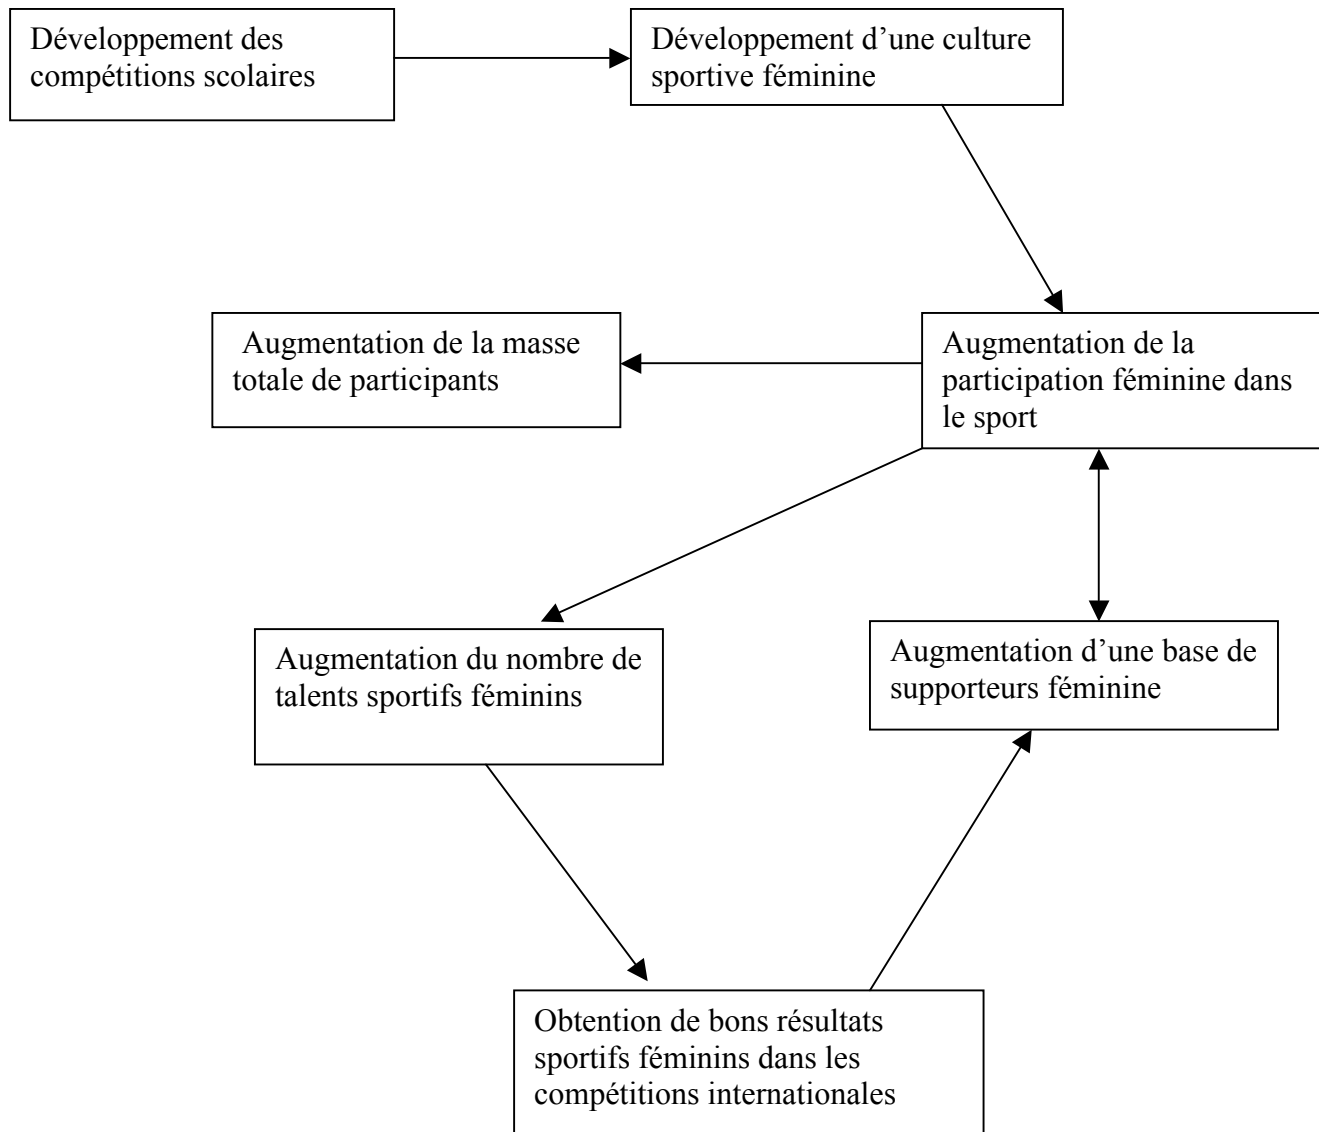 Développement des
compétitions scolaires
Développement d’une culture
sportive féminine
Augmentation de la masse
totale de participants
Augmentation de la
participation féminine dans
le sport
Augmentation du nombre de
talents sportifs féminins
Augmentation d’une base de
supporteurs féminine
Obtention de bons résultats
sportifs féminins dans les
compétitions internationales